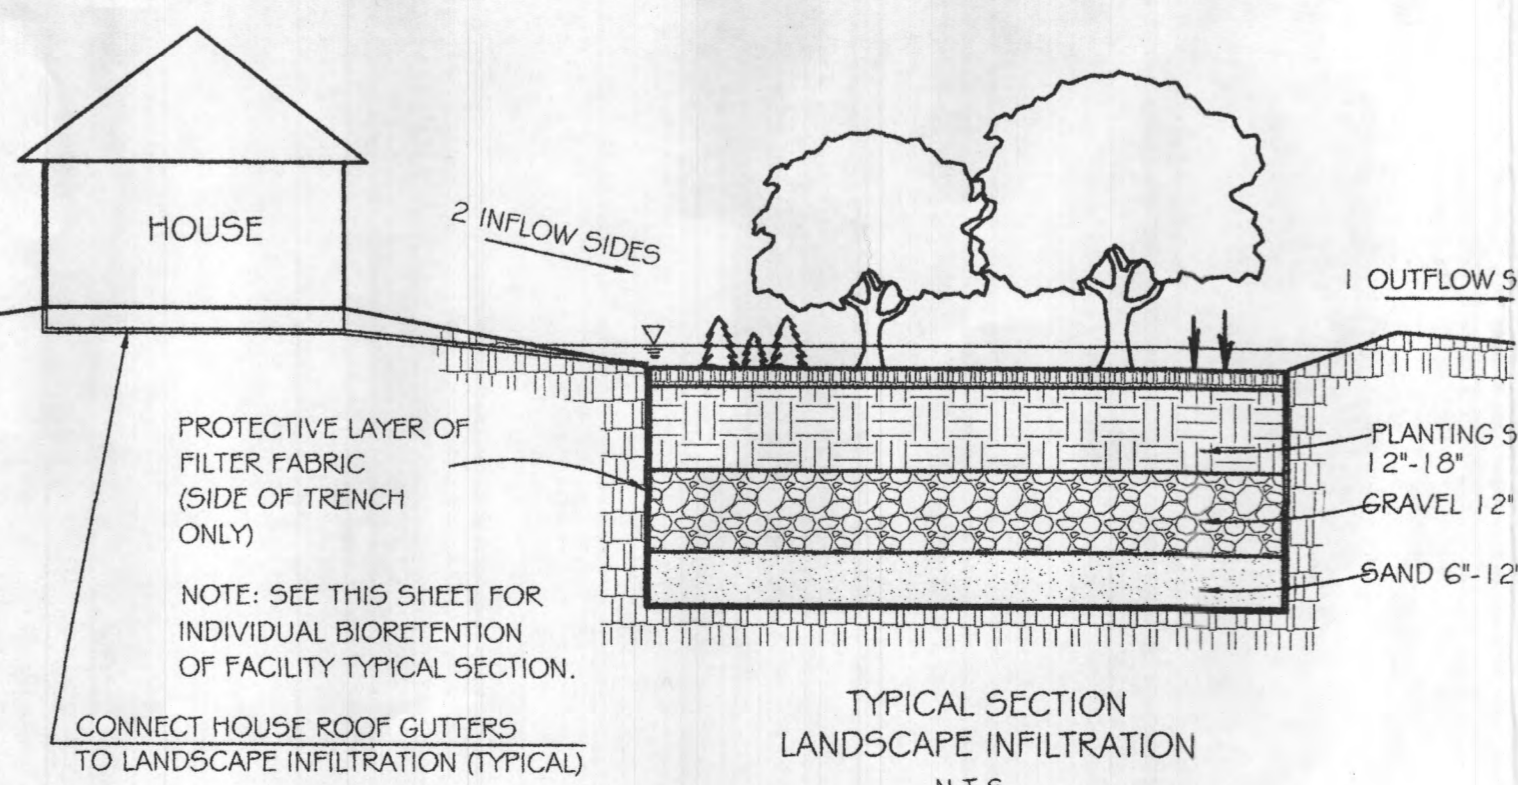 HOUSE
2 INFLOW SIDES
1 OUTFLOW S
PROTECTIVE LAYER OF
FILTER FABRIC
(SIDE OF TRENCH
ONLY)
PLANTING S
12"-18"
GRAVEL 12"
SAND 6"-12"
NOTE: SEE THIS SHEET FOR
INDIVIDUAL BIORETENTION
OF FACILITY TYPICAL SECTION.
CONNECT HOUSE ROOF GUTTERS
TO LANDSCAPE INFILTRATION (TYPICAL)
TYPICAL SECTION
LANDSCAPE INFILTRATION
N.T.S.